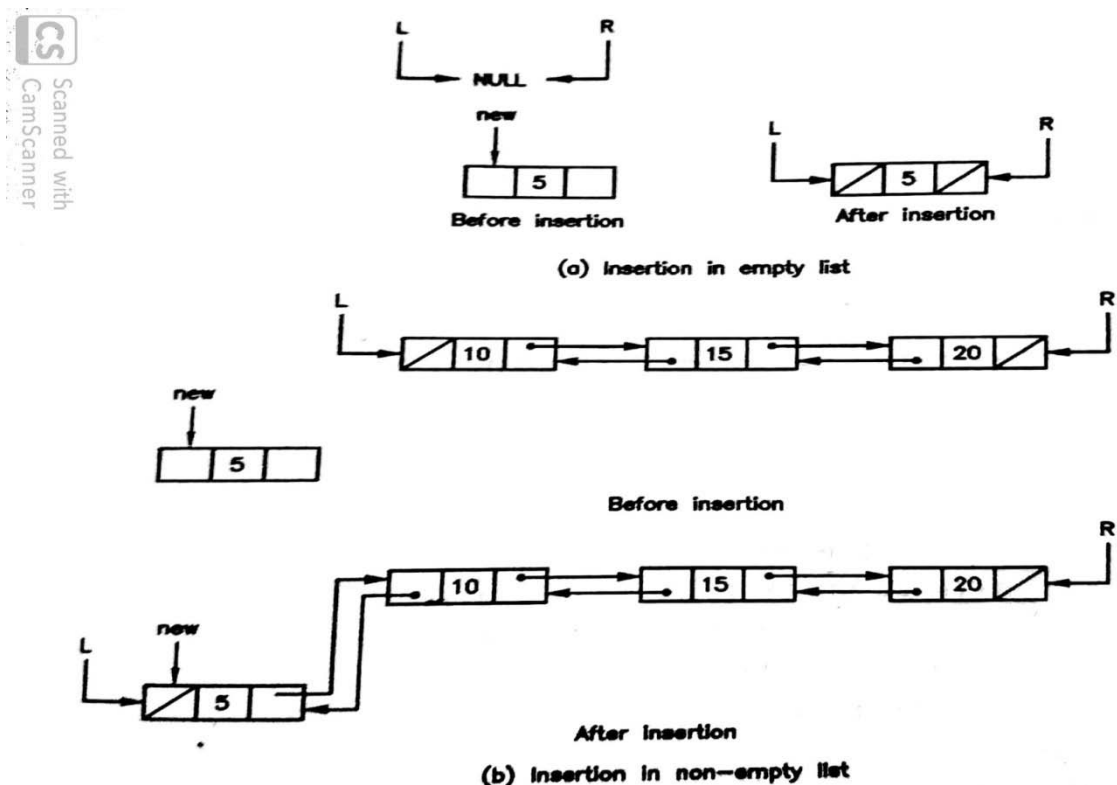 CS Scanned with
CamScanner
L R
NULL
new
5
Before insertion
L R
5
After insertion
(a) Insertion in empty list
L R
10 15 20
new
5
Before insertion
R
10 15 20
L new
5
After insertion
(b) Insertion in non-empty list